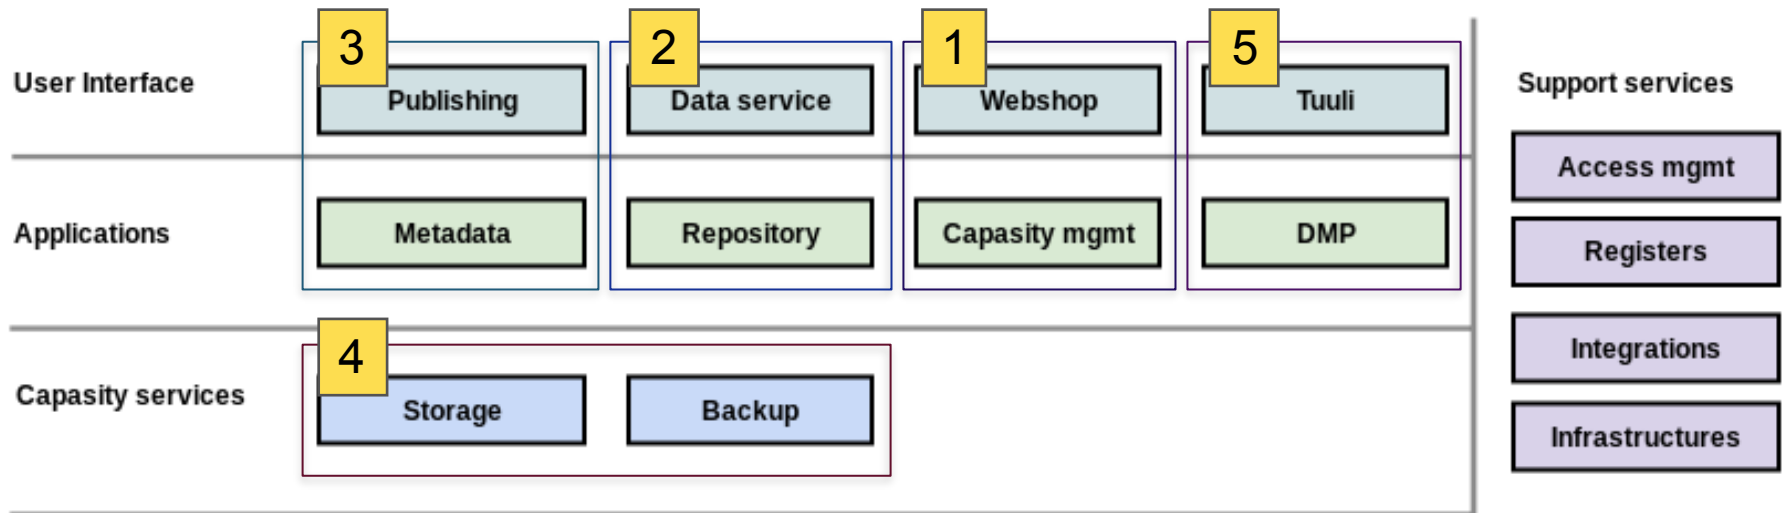 3
2
1
5
User Interface
Publishing
Data service
Webshop
Tuuli
Support services
Access mgmt
Applications
Metadata
Repository
Capasity mgmt
DMP
Registers
4
Integrations
Capasity services
Storage
Backup
Infrastructures